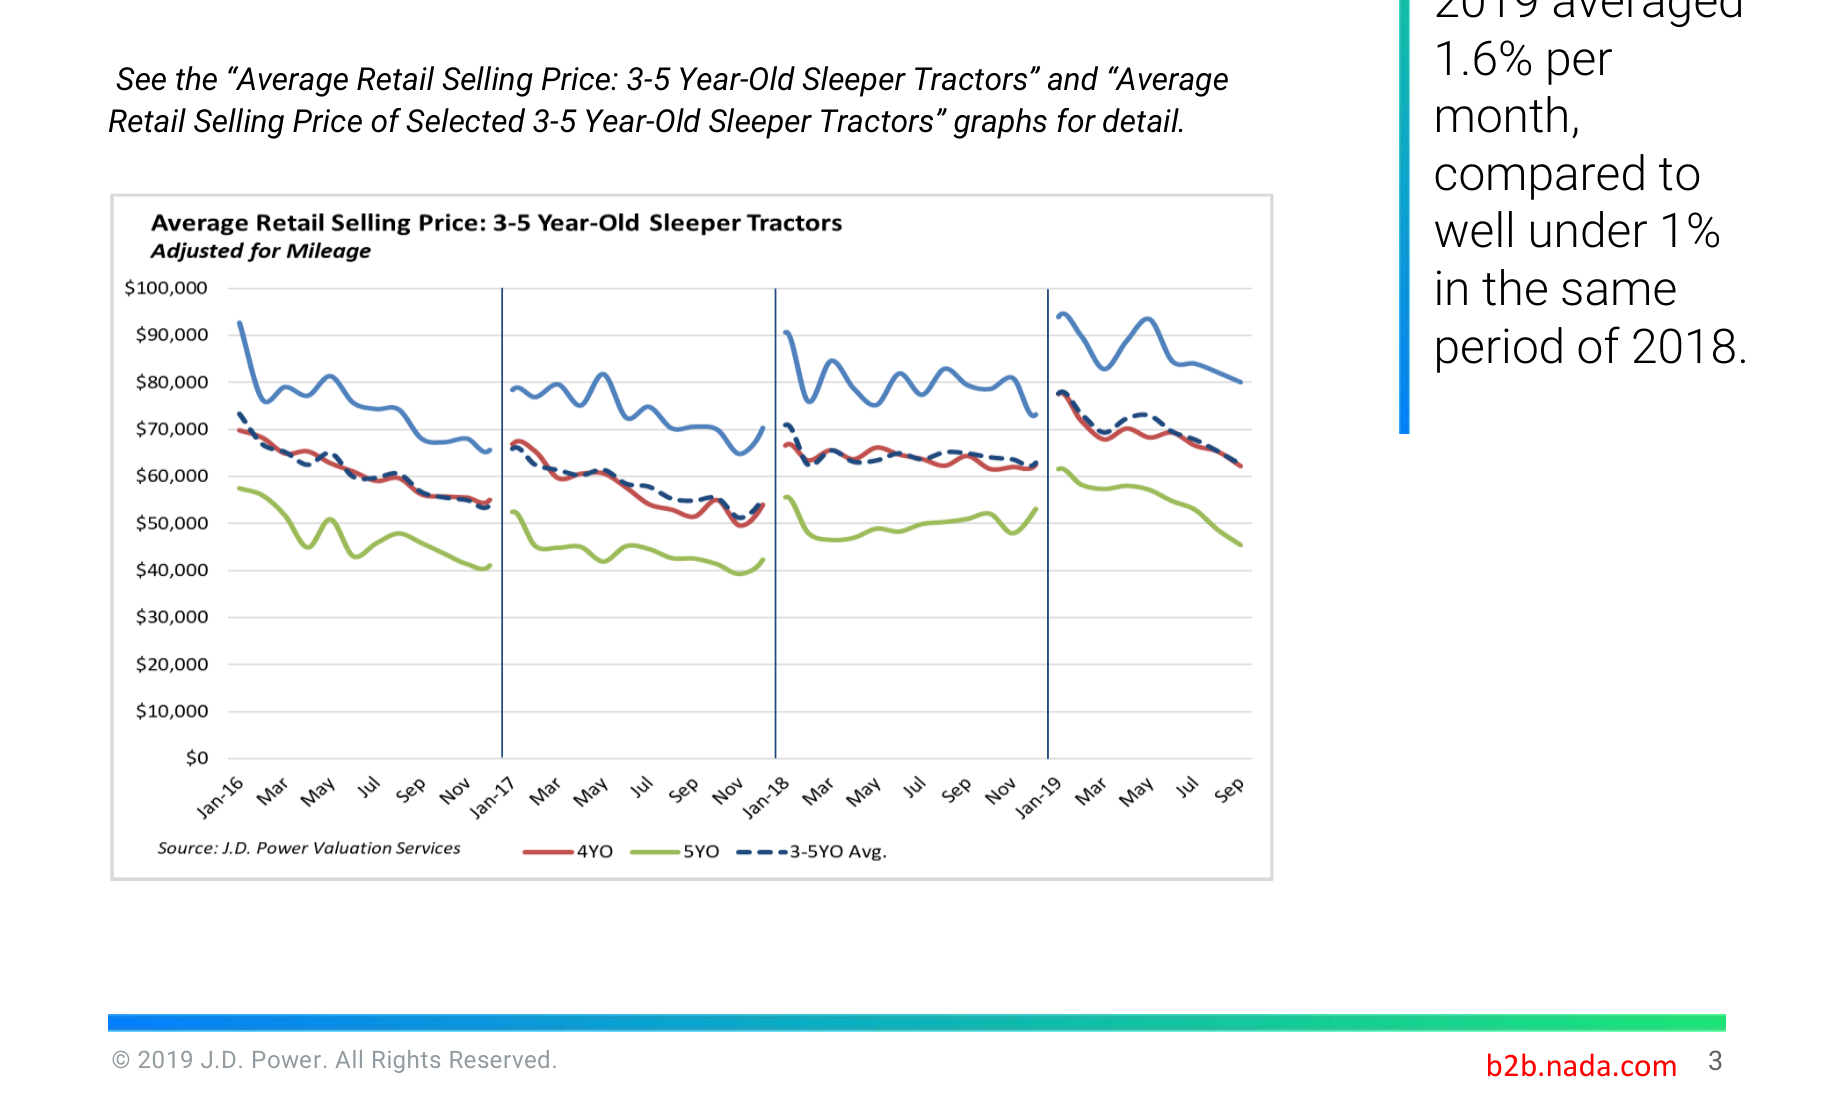 See the “Average Retail Selling Price: 3-5 Year-Old Sleeper Tractors” and “Average
Retail Selling Price of Selected 3-5 Year-Old Sleeper Tractors” graphs for detail.
2019 averaged
1.6% per
month,
compared to
well under 1%
in the same
period of 2018.
Average Retail Selling Price: 3-5 Year-Old Sleeper Tractors
Adjusted for Mileage
$100,000
$90,000
$80,000
$70,000
$60,000
$50,000
$40,000
$30,000
$20,000
$10,000
$0
Jan-16 Mar May Jul Sep Nov Jan-17 Mar May Jul Sep Nov Jan-18 Mar May Jul Sep Nov Jan-19 Mar May Jul Sep
Source: J.D. Power Valuation Services 4YO 5YO 3-5YO Avg.
© 2019 J.D. Power. All Rights Reserved.
b2b.nada.com 3